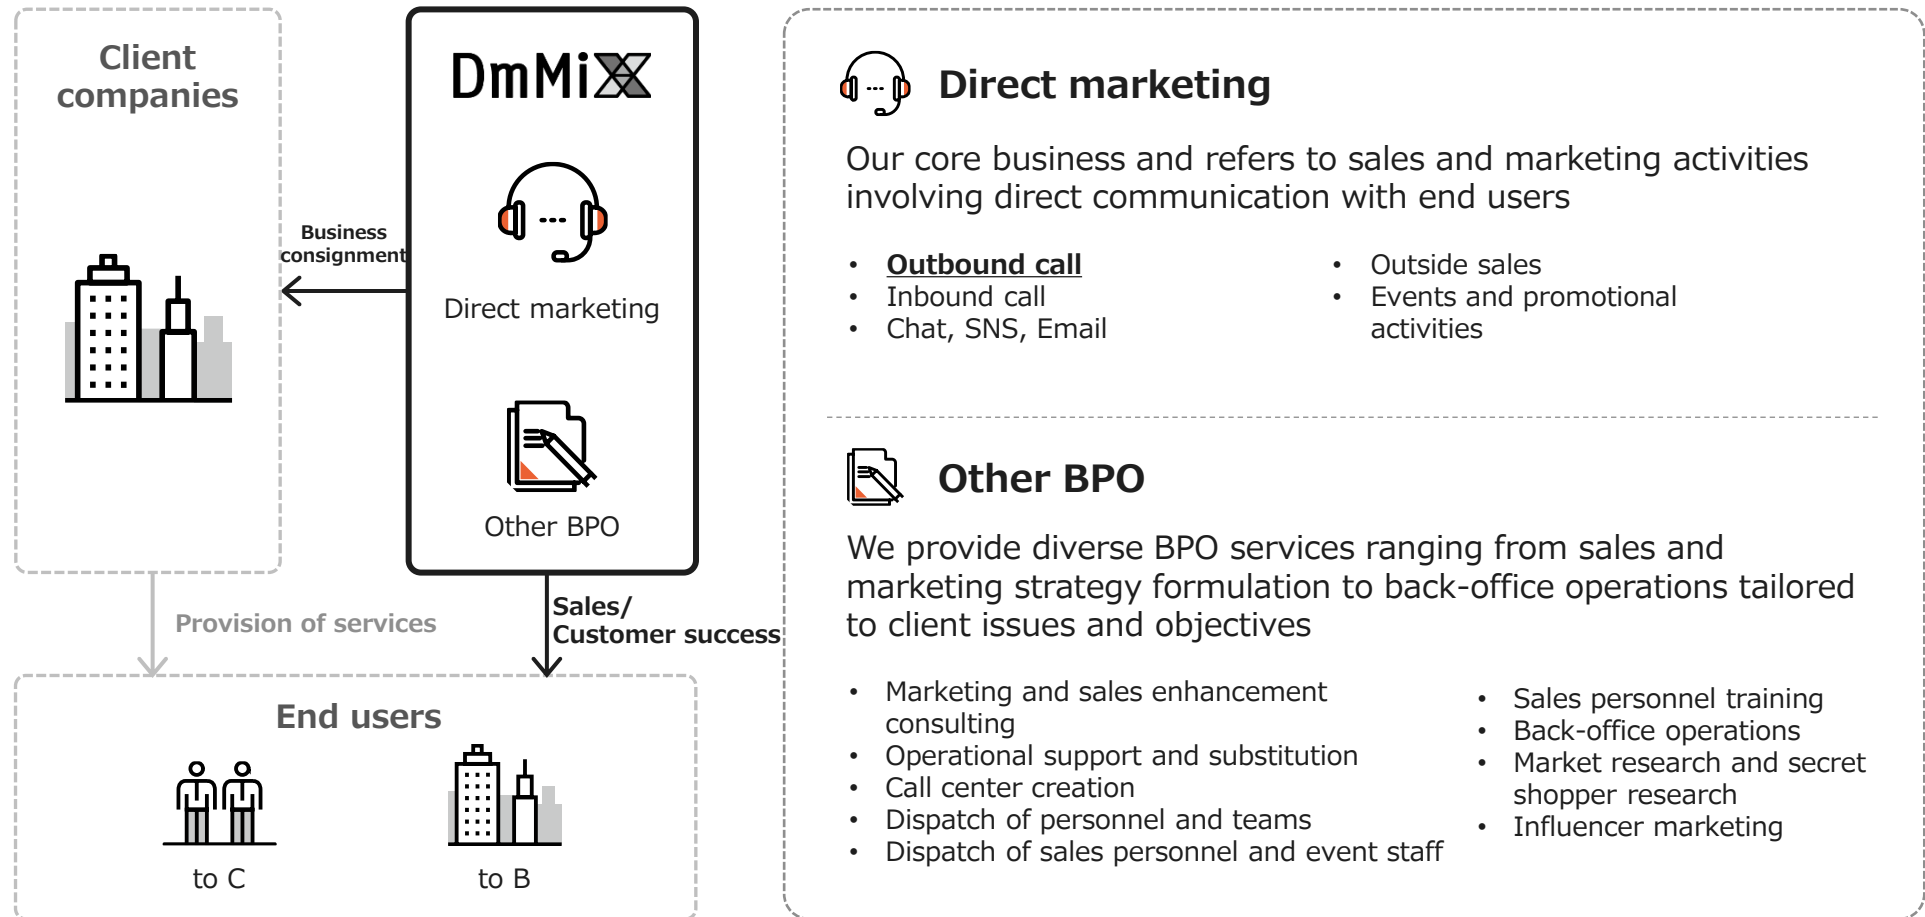 Client
companies
DmMiX
Business
consignment
Direct marketing
Other BPO
Provision of services
Sales/
Customer success
End users
to C
to B
Direct marketing
Our core business and refers to sales and marketing activities
involving direct communication with end users
• Outbound call
• Inbound call
• Chat, SNS, Email
• Outside sales
• Events and promotional
activities
Other BPO
We provide diverse BPO services ranging from sales and
marketing strategy formulation to back-office operations tailored
to client issues and objectives
• Marketing and sales enhancement
consulting
• Operational support and substitution
• Call center creation
• Dispatch of personnel and teams
• Dispatch of sales personnel and event staff
• Sales personnel training
• Back-office operations
• Market research and secret
shopper research
• Influencer marketing